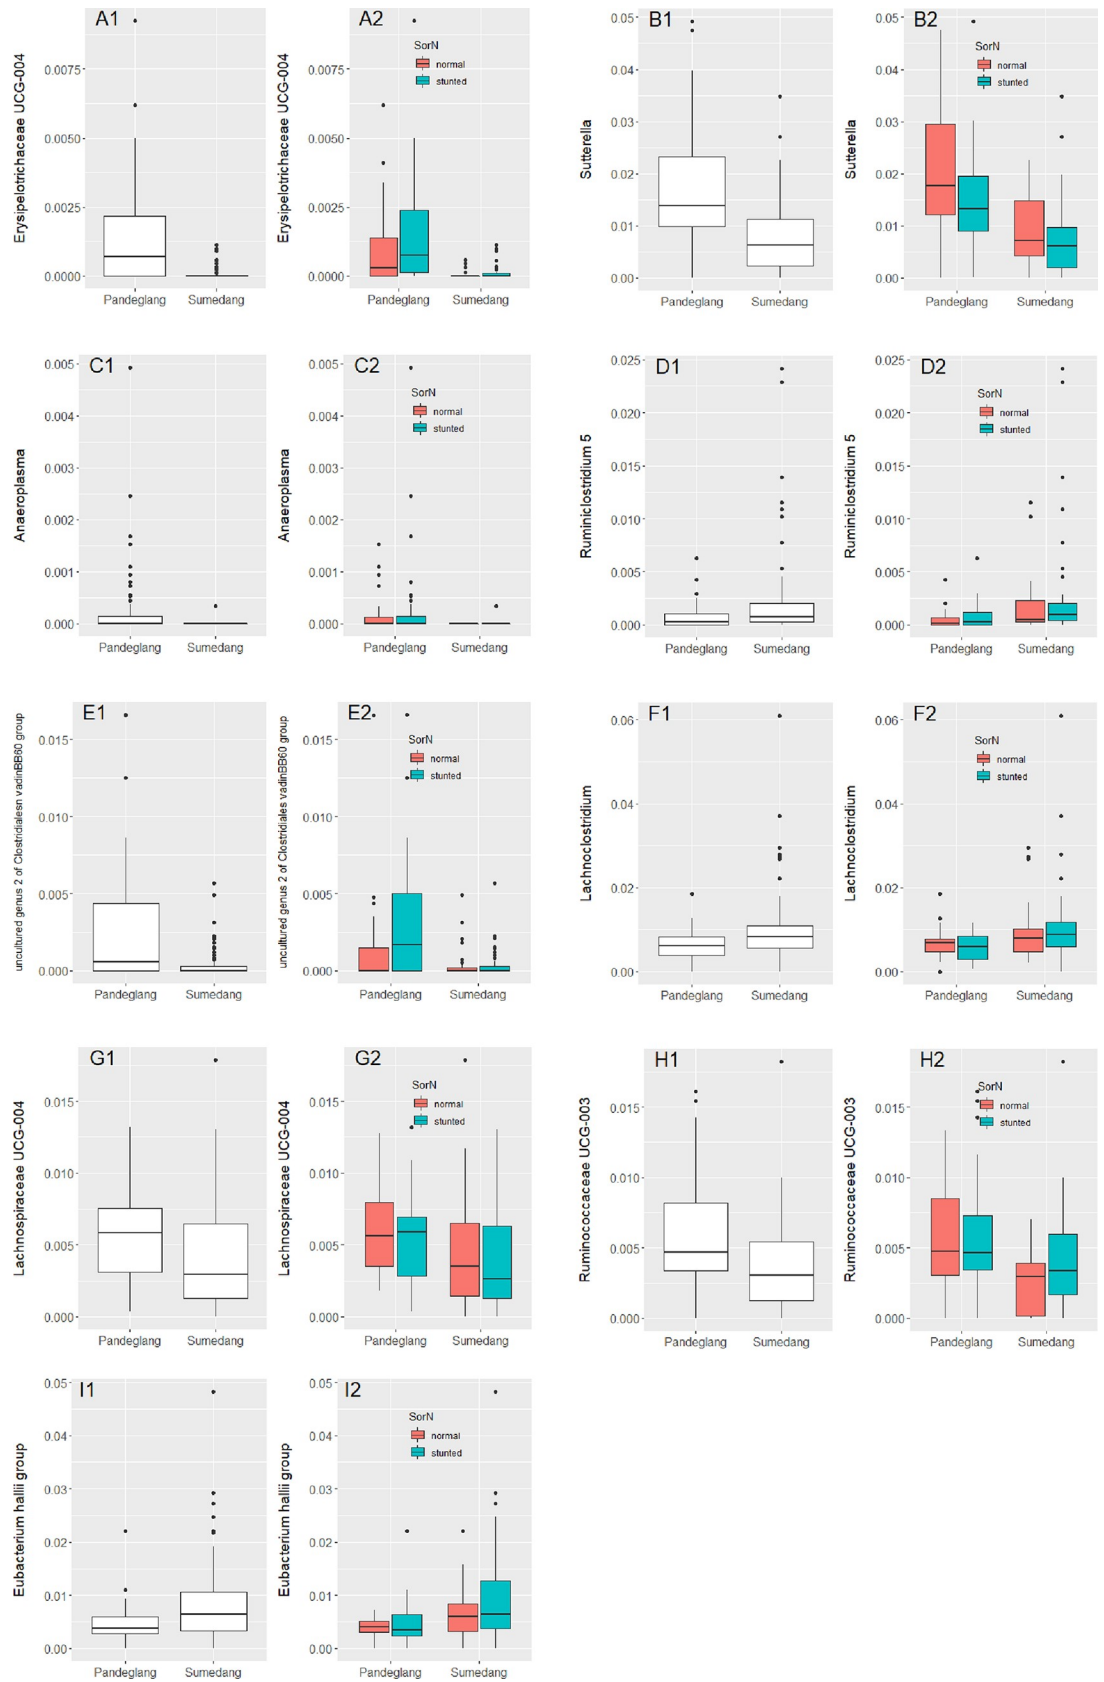 A1
Erysipelotrichaceae UCG-004
0.0075
0.0050
0.0025
0.0000
Pandeglang
Sumedang
A2
Erysipelotrichaceae UCG-004
SorN
normal
stunted
0.0075
0.0050
0.0025
0.0000
Pandeglang
Sumedang
B1
Sutterella
0.05
0.04
0.03
0.02
0.01
0.00
Pandeglang
Sumedang
B2
Sutterella
SorN
normal
stunted
0.05
0.04
0.03
0.02
0.01
0.00
Pandeglang
Sumedang
C1
Anaeroplasma
0.005
0.004
0.003
0.002
0.001
0.000
Pandeglang
Sumedang
C2
Anaeroplasma
SorN
normal
stunted
0.005
0.004
0.003
0.002
0.001
0.000
Pandeglang
Sumedang
D1
Ruminiclostridium 5
0.025
0.020
0.015
0.010
0.005
0.000
Pandeglang
Sumedang
D2
Ruminiclostridium 5
SorN
normal
stunted
0.025
0.020
0.015
0.010
0.005
0.000
Pandeglang
Sumedang
E1
uncultured genus 2 of Clostridialesn vadinBB60 group
0.015
0.010
0.005
0.000
Pandeglang
Sumedang
E2
uncultured genus 2 of Clostridiales vadinBB60 group
SorN
normal
stunted
0.015
0.010
0.005
0.000
Pandeglang
Sumedang
F1
Lachnoclostridium
0.06
0.04
0.02
0.00
Pandeglang
Sumedang
F2
Lachnoclostridium
SorN
normal
stunted
0.06
0.04
0.02
0.00
Pandeglang
Sumedang
G1
Lachnospiraceae UCG-004
0.015
0.010
0.005
0.000
Pandeglang
Sumedang
G2
Lachnospiraceae UCG-004
SorN
normal
stunted
0.015
0.010
0.005
0.000
Pandeglang
Sumedang
H1
Ruminococcaceae UCG-003
0.015
0.010
0.005
0.000
Pandeglang
Sumedang
H2
Ruminococcaceae UCG-003
SorN
normal
stunted
0.015
0.010
0.005
0.000
Pandeglang
Sumedang
I1
Eubacterium hallii group
0.05
0.04
0.03
0.02
0.01
0.00
Pandeglang
Sumedang
I2
Eubacterium hallii group
SorN
normal
stunted
0.05
0.04
0.03
0.02
0.01
0.00
Pandeglang
Sumedang